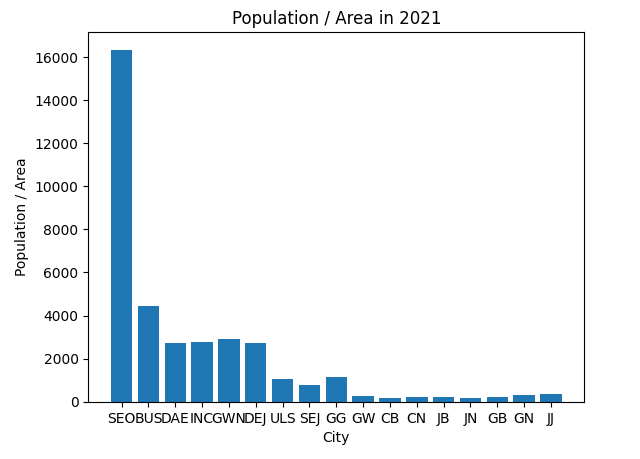 Population / Area in 2021
Population / Area
16000
14000
12000
10000
8000
6000
4000
2000
0
SEO BUS DAE INC GWN DEJ ULS SEJ GG GW CB CN JB JN GB GN JJ
City